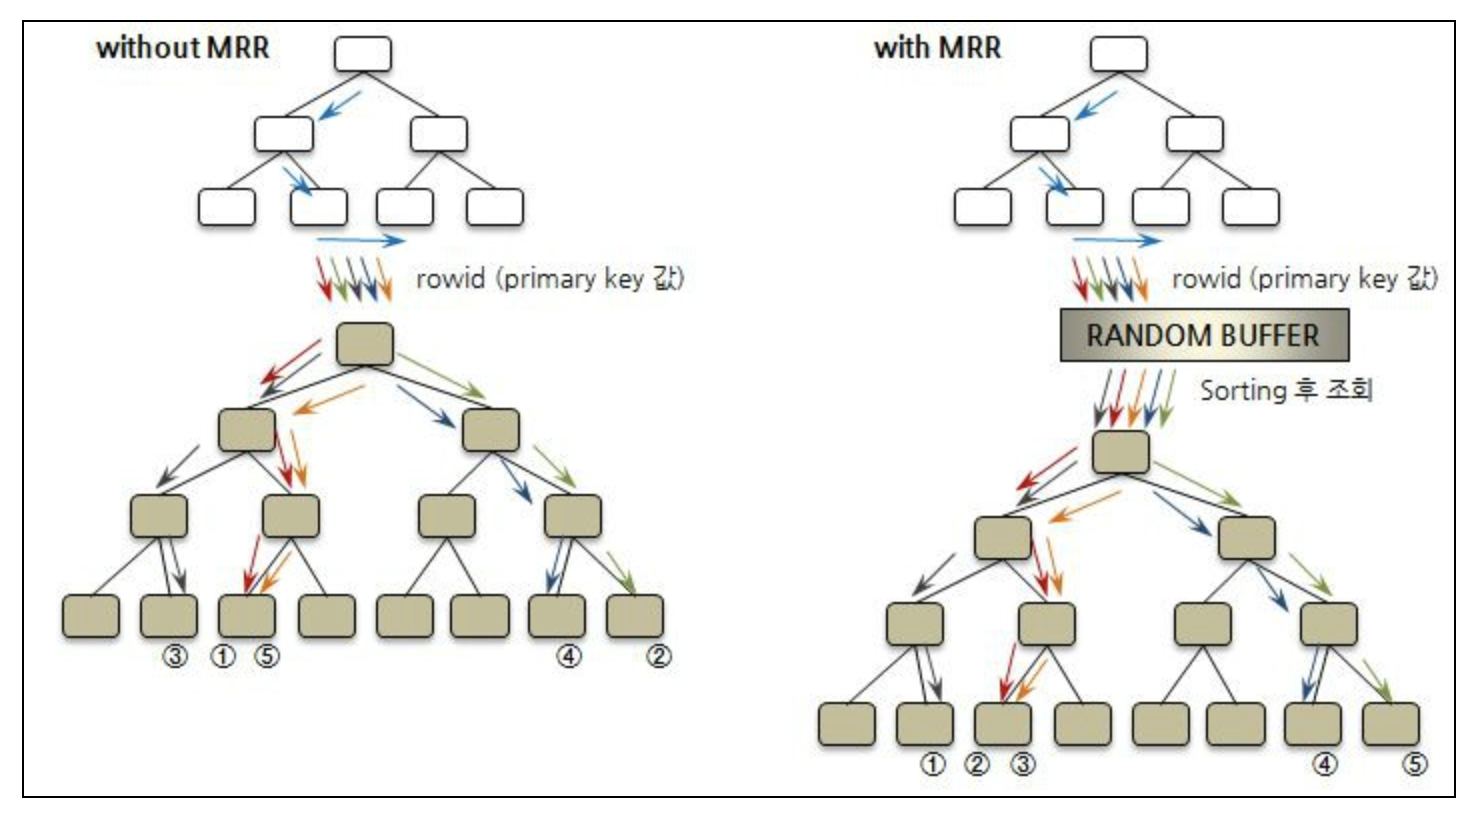 without MRR
rowid (primary key 값)
③ ① ⑤ ④ ②
with MRR
rowid (primary key 값)
RANDOM BUFFER
Sorting 후 조회
① ② ③ ④ ⑤